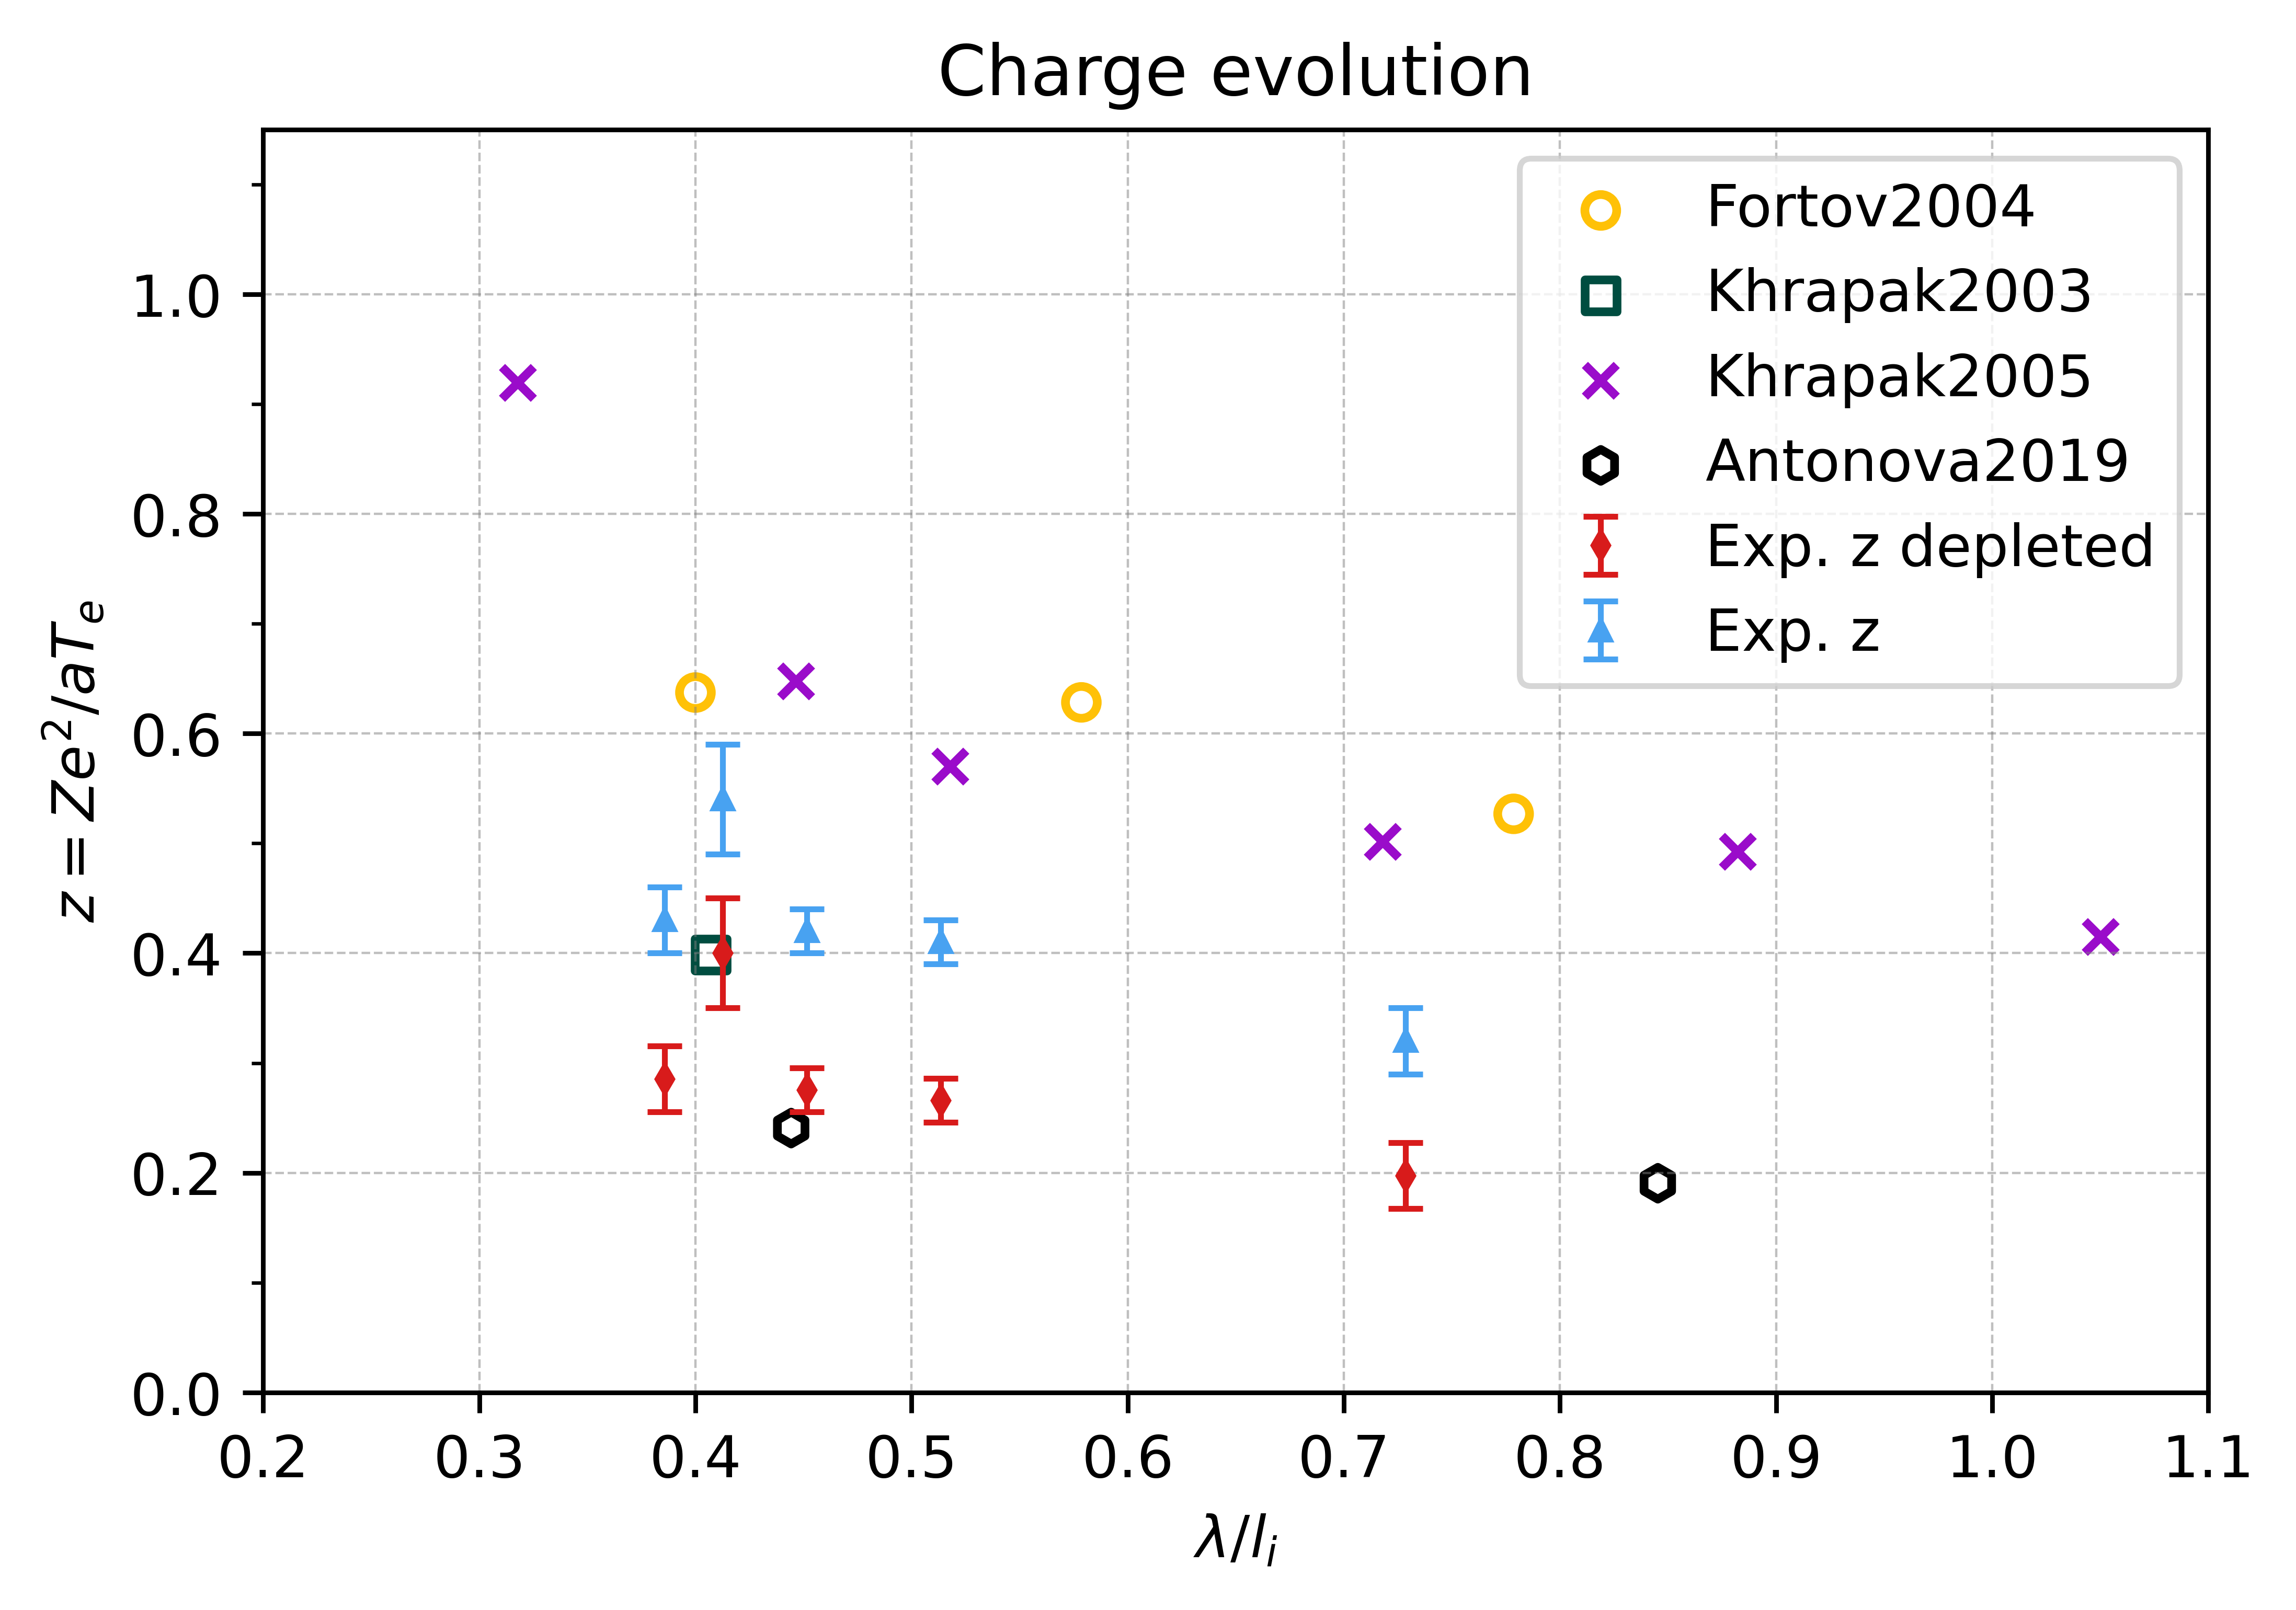 Charge evolution
Fortov2004
Khrapak2003
Khrapak2005
Antonova2019
Exp. z depleted
Exp. z
z = Ze²/aTₑ
1.0
0.8
0.6
0.4
0.2
0.0
0.2 0.3 0.4 0.5 0.6 0.7 0.8 0.9 1.0 1.1
λ/lᵢ